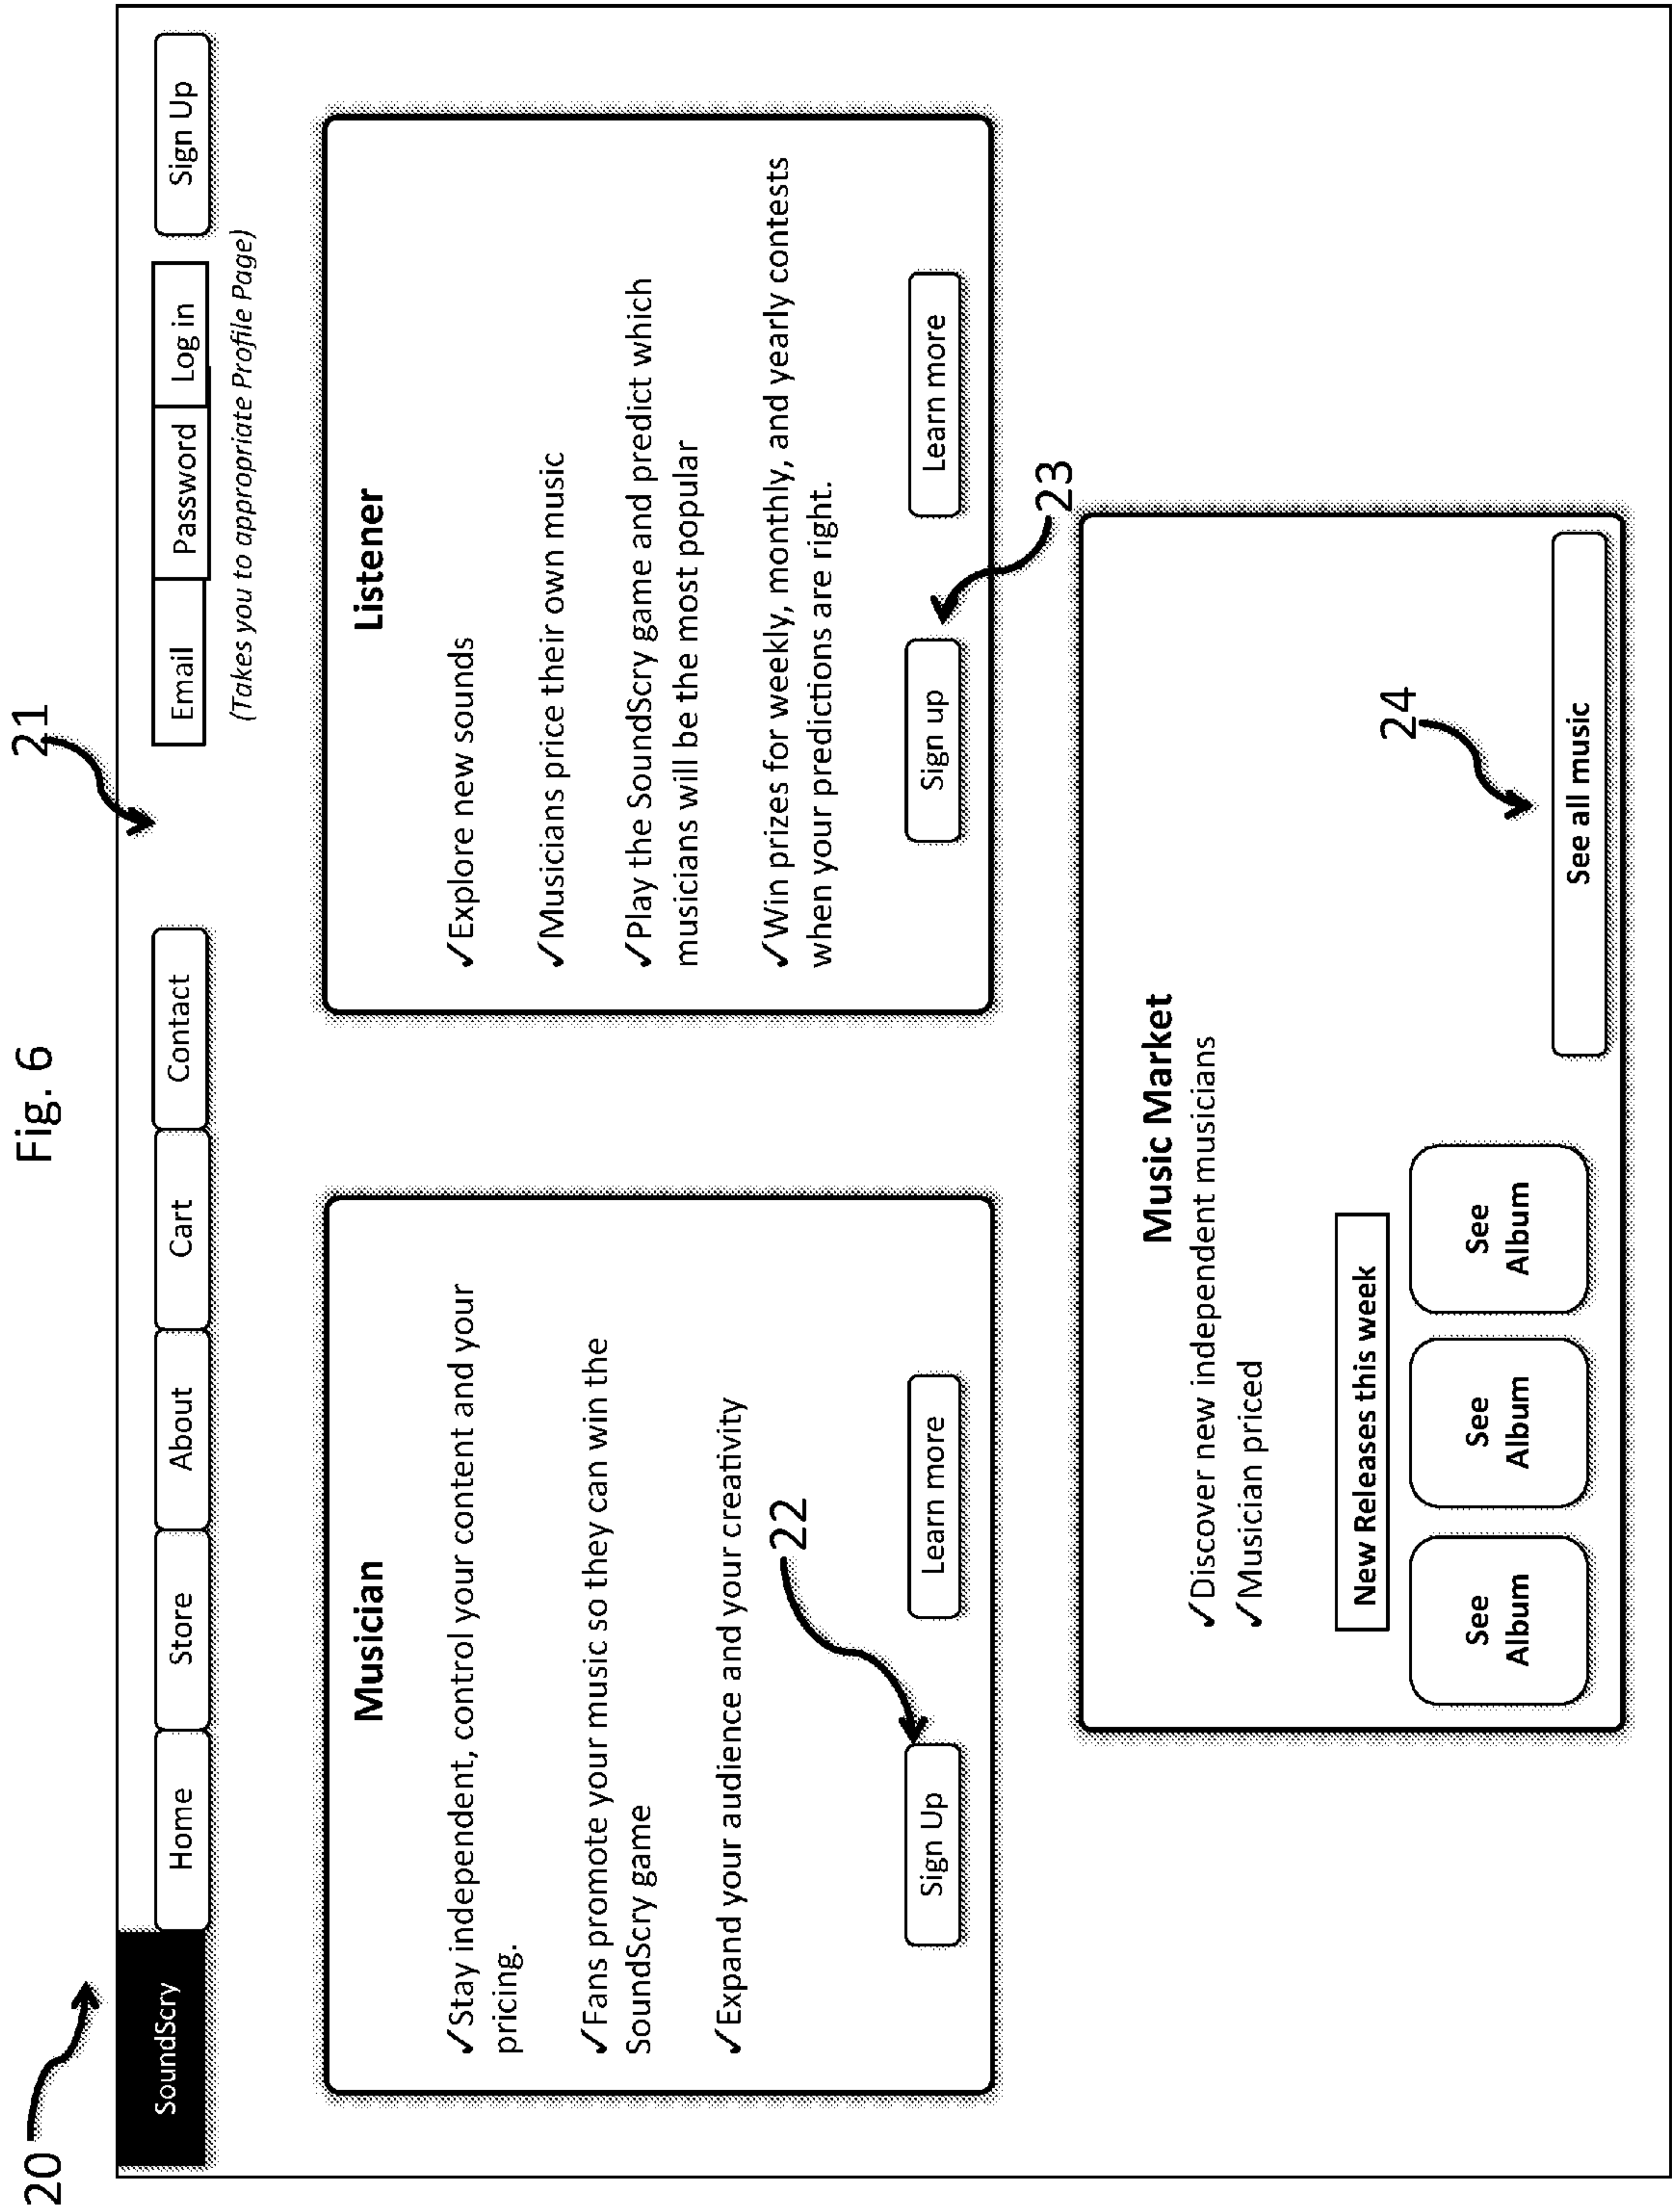 Fig. 6
20
21
SoundScry
Home
Store
About
Cart
Contact
Email
Password
Log in
Sign Up
(Takes you to appropriate Profile Page)
Musician
✓Stay independent, control your content and your
pricing.
✓Fans promote your music so they can win the
SoundScry game
✓Expand your audience and your creativity
22
Sign Up
Learn more
Listener
✓Explore new sounds
✓Musicians price their own music
✓Play the SoundScry game and predict which
musicians will be the most popular
✓Win prizes for weekly, monthly, and yearly contests
when your predictions are right.
Sign up
Learn more
23
Music Market
✓Discover new independent musicians
✓Musician priced
New Releases this week
See
Album
See
Album
See
Album
24
See all music